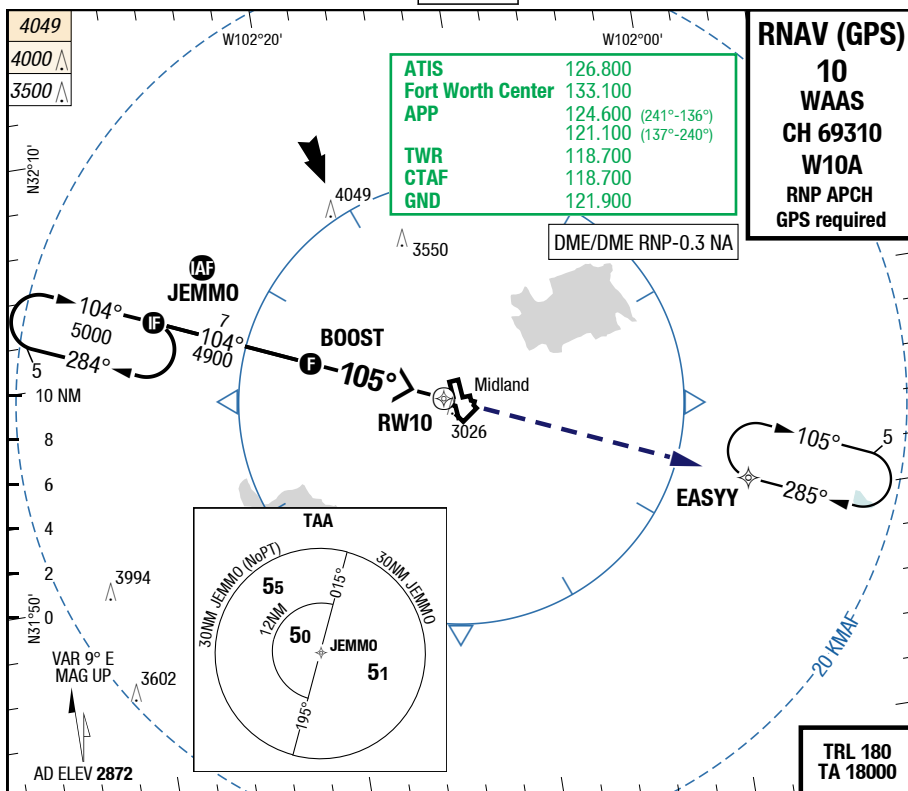 4049
4000
3500
W102°20'
W102°00'
RNAV (GPS)
10
WAAS
CH 69310
W10A
RNP APCH
GPS required
ATIS 126.800
Fort Worth Center 133.100
APP 124.600 (241°-136°)
121.100 (137°-240°)
TWR 118.700
CTAF 118.700
GND 121.900
DME/DME RNP-0.3 NA
N32°10'
4049
3550
IAF
JEMMO
104°
5000
284°
5
IF
7
104°
4900
BOOST
F
105°
RW10
Midland
3026
10 NM
8
6
4
2
0
EASYY
105°
5
285°
3994
N31°50'
3602
VAR 9° E
MAG UP
AD ELEV 2872
TAA
30NM JEMMO (NoPT)
30NM JEMMO
55
015°
12NM
50
JEMMO
51
195°
20 KMAF
TRL 180
TA 18000